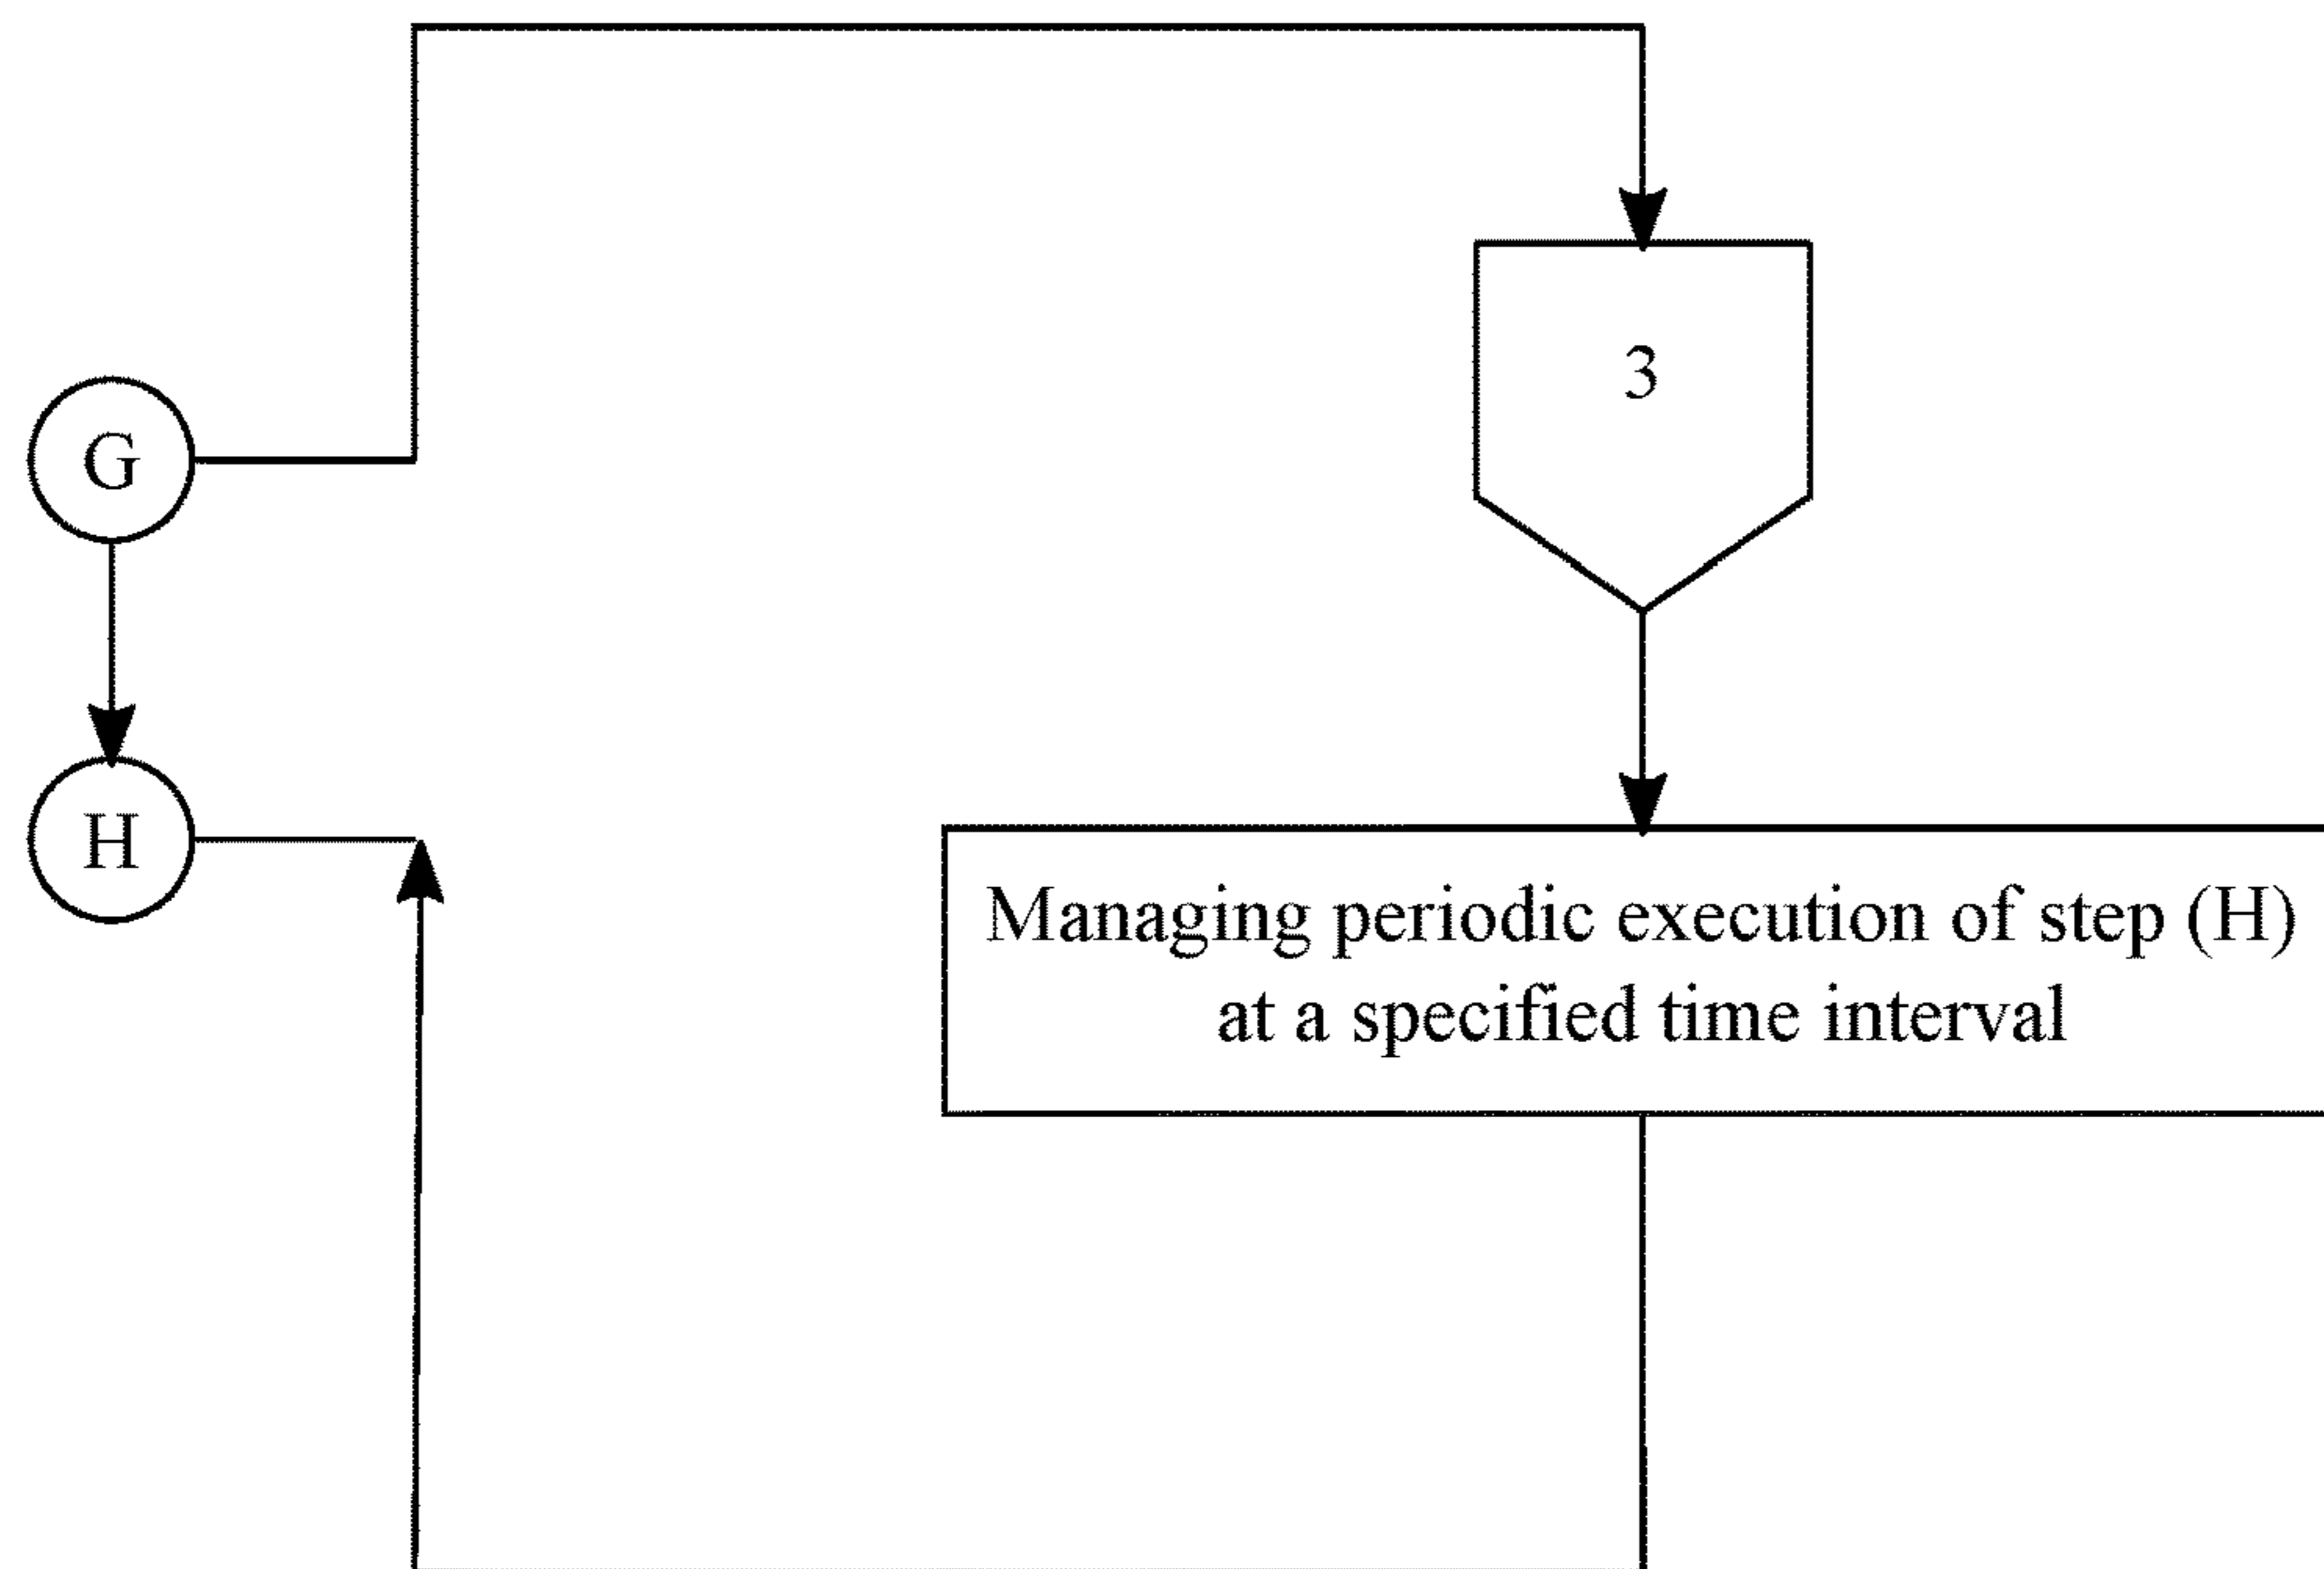 3
G
H
Managing periodic execution of step (H)
at a specified time interval